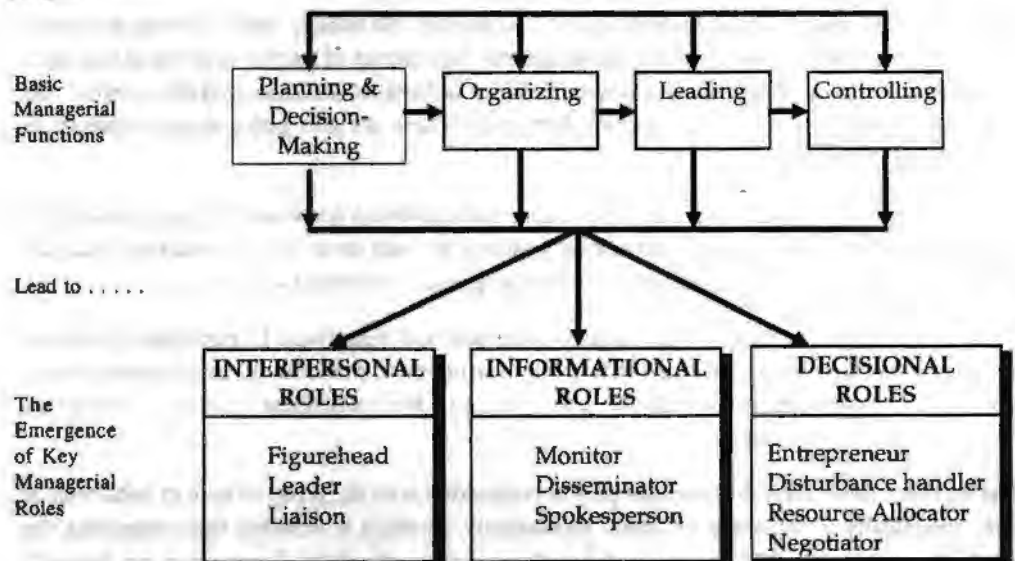 Basic
Managerial
Functions
Planning &
Decision-
Making
Organizing
Leading
Controlling
Lead to . . . . .
The
Emergence
of Key
Managerial
Roles
INTERPERSONAL
ROLES
Figurehead
Leader
Liaison
INFORMATIONAL
ROLES
Monitor
Disseminator
Spokesperson
DECISIONAL
ROLES
Entrepreneur
Disturbance handler
Resource Allocator
Negotiator